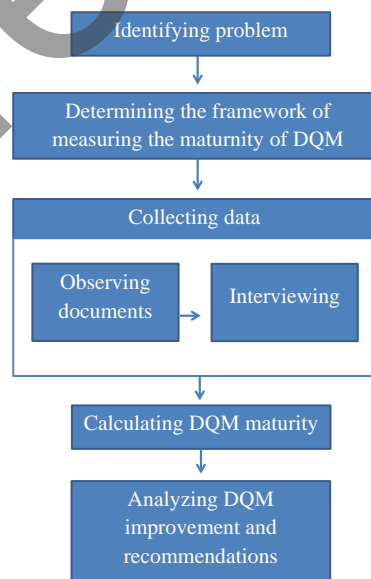 Identifying problem
Determining the framework of
measuring the maturnity of DQM
Collecting data
Observing
documents
Interviewing
Calculating DQM maturity
Analyzing DQM
improvement and
recommendations